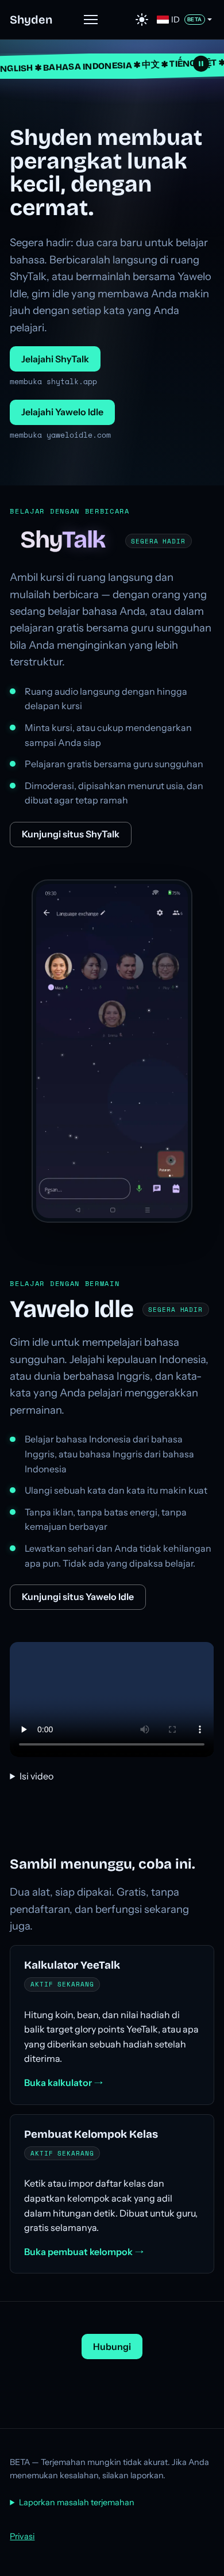 Shyden
ID BETA
NGLISH ✱ BAHASA INDONESIA ✱ 中文 ✱ TIẾNG
Shyden membuat
perangkat lunak
kecil, dengan
cermat.
Segera hadir: dua cara baru untuk belajar
bahasa. Berbicaralah langsung di ruang
ShyTalk, atau bermainlah bersama Yawelo
Idle, gim idle yang membawa Anda makin
jauh dengan setiap kata yang Anda
pelajari.
Jelajahi ShyTalk
membuka shytalk.app
Jelajahi Yawelo Idle
membuka yaweloidle.com
BELAJAR DENGAN BERBICARA
ShyTalk SEGERA HADIR
Ambil kursi di ruang langsung dan
mulailah berbicara — dengan orang yang
sedang belajar bahasa Anda, atau dalam
pelajaran gratis bersama guru sungguhan
bila Anda menginginkan yang lebih
terstruktur.
Ruang audio langsung dengan hingga
delapan kursi
Minta kursi, atau cukup mendengarkan
sampai Anda siap
Pelajaran gratis bersama guru sungguhan
Dimoderasi, dipisahkan menurut usia, dan
dibuat agar tetap ramah
Kunjungi situs ShyTalk
09:10
Language exchange
BELAJAR DENGAN BERMAIN
Yawelo Idle SEGERA HADIR
Gim idle untuk mempelajari bahasa
sungguhan. Jelajahi kepulauan Indonesia,
atau dunia berbahasa Inggris, dan kata-
kata yang Anda pelajari menggerakkan
permainan.
Belajar bahasa Indonesia dari bahasa
Inggris, atau bahasa Inggris dari bahasa
Indonesia
Ulangi sebuah kata dan kata itu makin kuat
Tanpa iklan, tanpa batas energi, tanpa
kemajuan berbayar
Lewatkan sehari dan Anda tidak kehilangan
apa pun. Tidak ada yang dipaksa belajar.
Kunjungi situs Yawelo Idle
0:00
Isi video
Sambil menunggu, coba ini.
Dua alat, siap dipakai. Gratis, tanpa
pendaftaran, dan berfungsi sekarang
juga.
Kalkulator YeeTalk
AKTIF SEKARANG
Hitung koin, bean, dan nilai hadiah di
balik target glory points YeeTalk, atau apa
yang diberikan sebuah hadiah setelah
diterima.
Buka kalkulator →
Pembuat Kelompok Kelas
AKTIF SEKARANG
Ketik atau impor daftar kelas dan
dapatkan kelompok acak yang adil
dalam hitungan detik. Dibuat untuk guru,
gratis selamanya.
Buka pembuat kelompok →
Hubungi
BETA — Terjemahan mungkin tidak akurat. Jika Anda
menemukan kesalahan, silakan laporkan.
Laporkan masalah terjemahan
Privasi